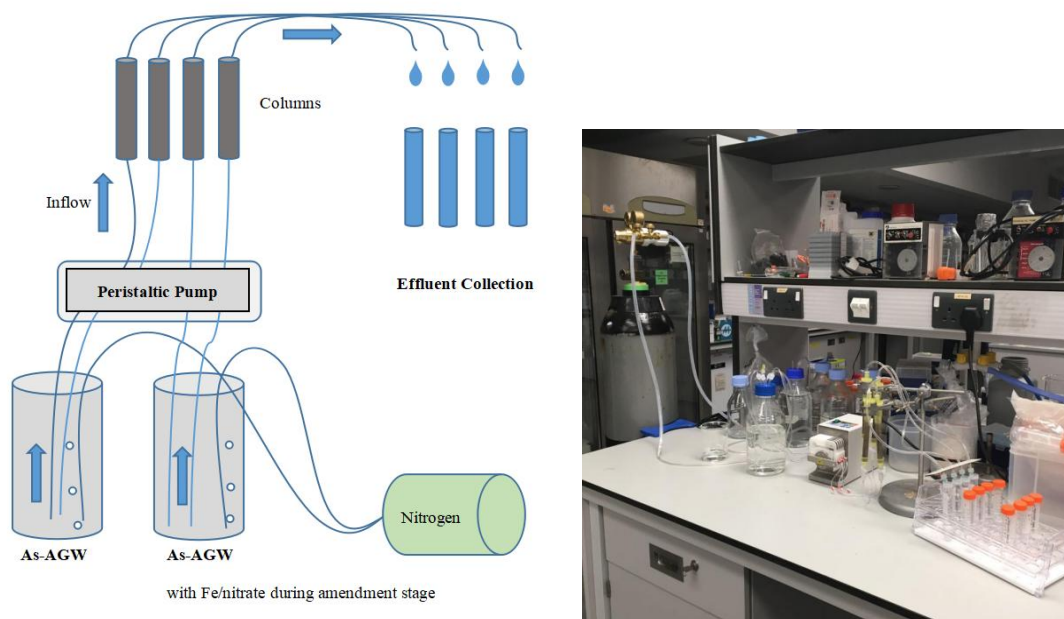 Columns
Inflow
Peristaltic Pump
Effluent Collection
Nitrogen
As-AGW
As-AGW
with Fe/nitrate during amendment stage